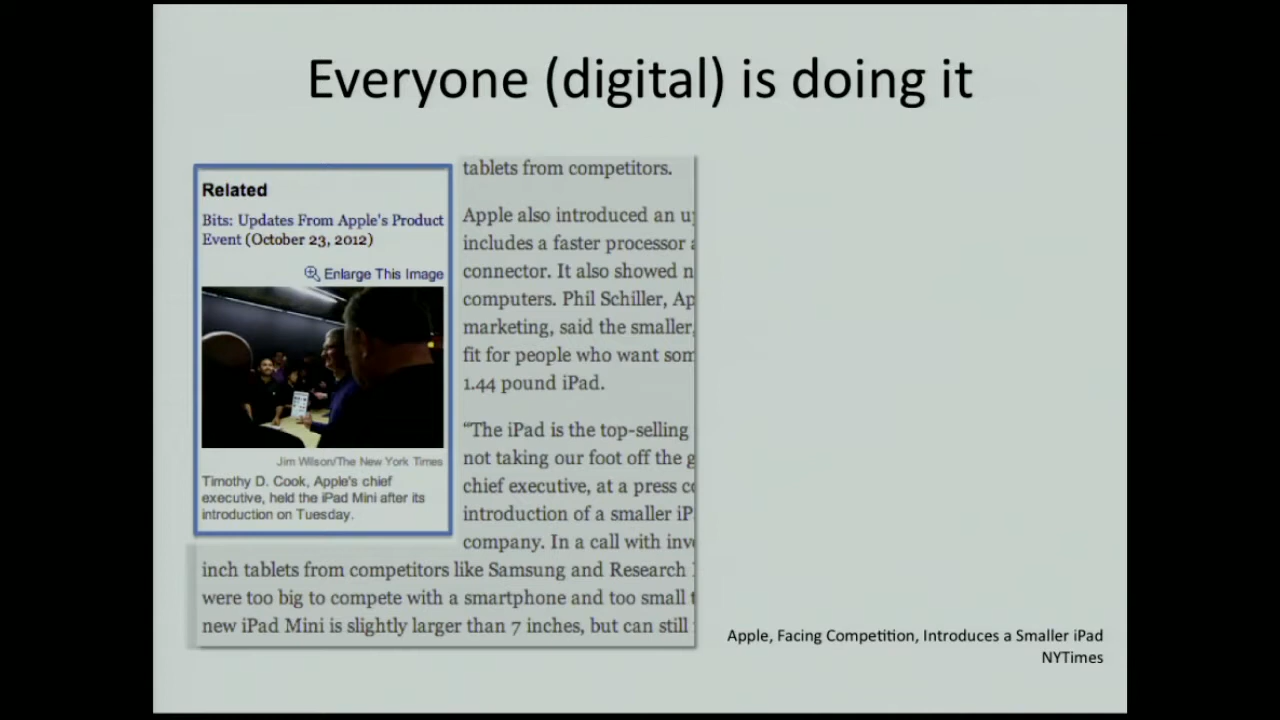 Everyone (digital) is doing it
Related
Bits: Updates From Apple's Product
Event (October 23, 2012)
Enlarge This Image
Jim Wilson/The New York Times
Timothy D. Cook, Apple's chief
executive, held the iPad Mini after its
introduction on Tuesday.
tablets from competitors.
Apple also introduced an
includes a faster processor
connector. It also showed
computers. Phil Schiller,
marketing, said the smaller,
fit for people who want
1.44 pound iPad.
“The iPad is the top-selling
not taking our foot off the
chief executive, at a press
introduction of a smaller
company. In a call with
inch tablets from competitors like Samsung and Research
were too big to compete with a smartphone and too small
new iPad Mini is slightly larger than 7 inches, but can still
Apple, Facing Competition, Introduces a Smaller iPad
NYTimes